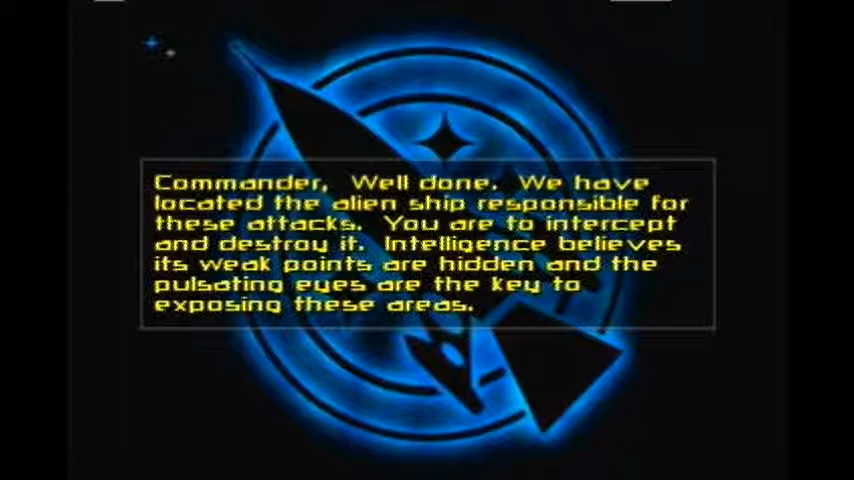 Commander,  Well done.  We have
located the alien ship responsible for
these attacks.  You are to intercept
and destroy it.  Intelligence believes
its weak points are hidden and the
pulsating eyes are the key to
exposing these areas.